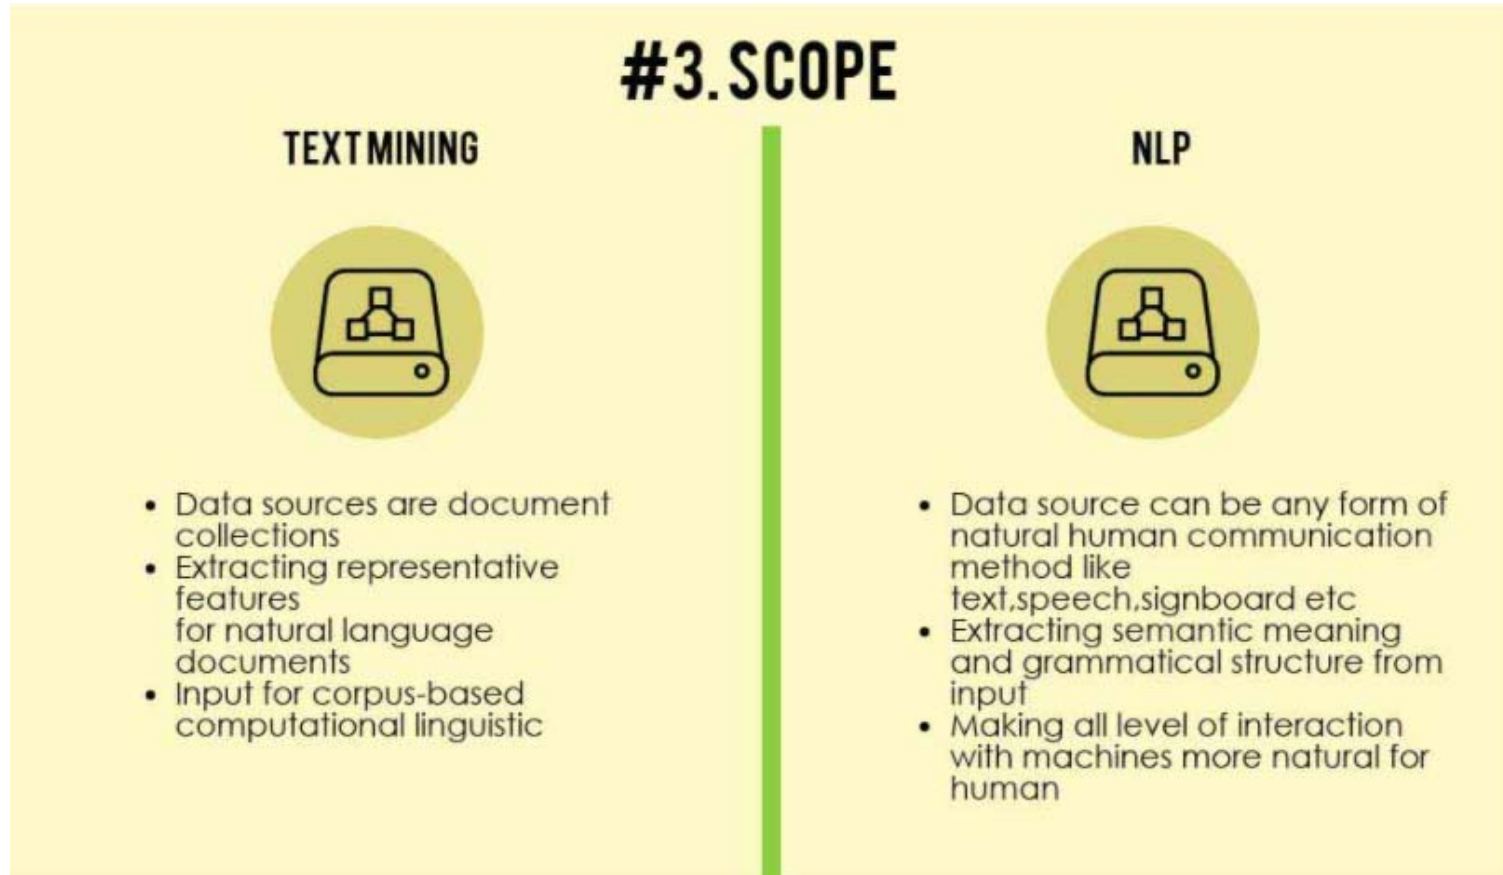 #3. SCOPE
TEXT MINING
• Data sources are document
collections
• Extracting representative
features
for natural language
documents
• Input for corpus-based
computational linguistic
NLP
• Data source can be any form of
natural human communication
method like
text,speech,signboard etc
• Extracting semantic meaning
and grammatical structure from
input
• Making all level of interaction
with machines more natural for
human